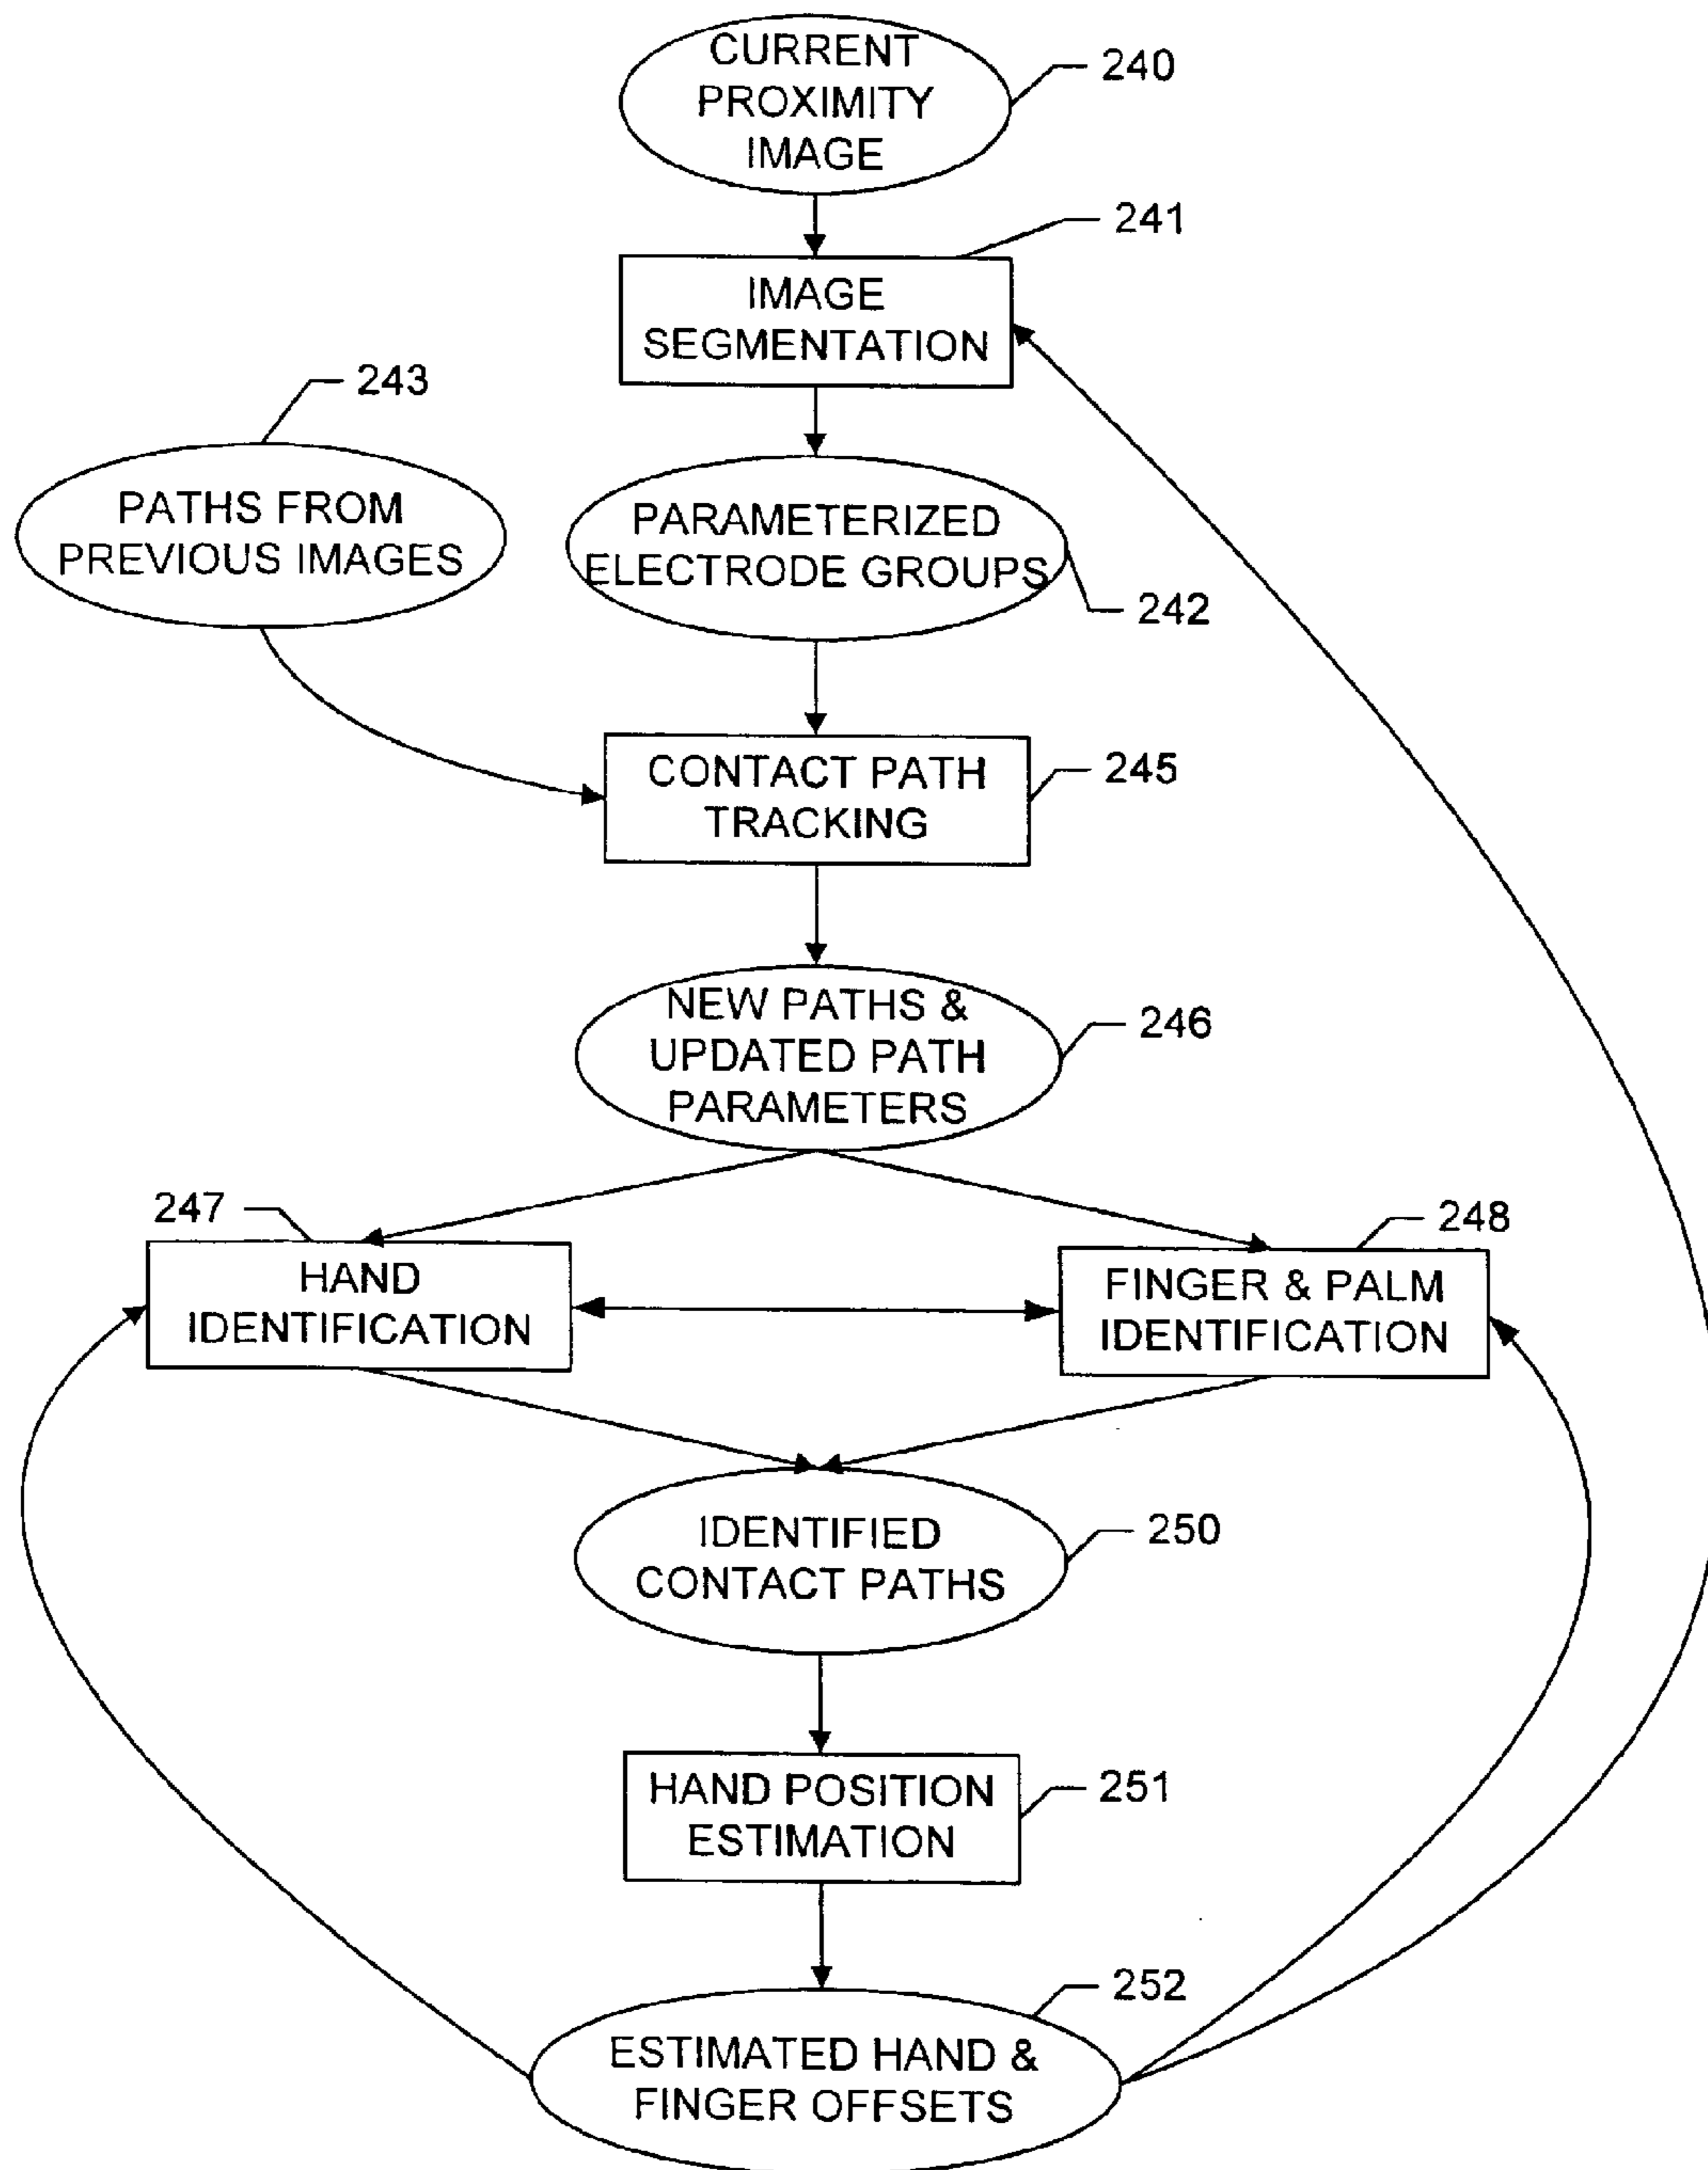 CURRENT
PROXIMITY
IMAGE
240
241
IMAGE
SEGMENTATION
243
PATHS FROM
PREVIOUS IMAGES
PARAMETERIZED
ELECTRODE GROUPS
242
CONTACT PATH
TRACKING
245
NEW PATHS &
UPDATED PATH
PARAMETERS
246
247
HAND
IDENTIFICATION
248
FINGER & PALM
IDENTIFICATION
IDENTIFIED
CONTACT PATHS
250
HAND POSITION
ESTIMATION
251
252
ESTIMATED HAND &
FINGER OFFSETS